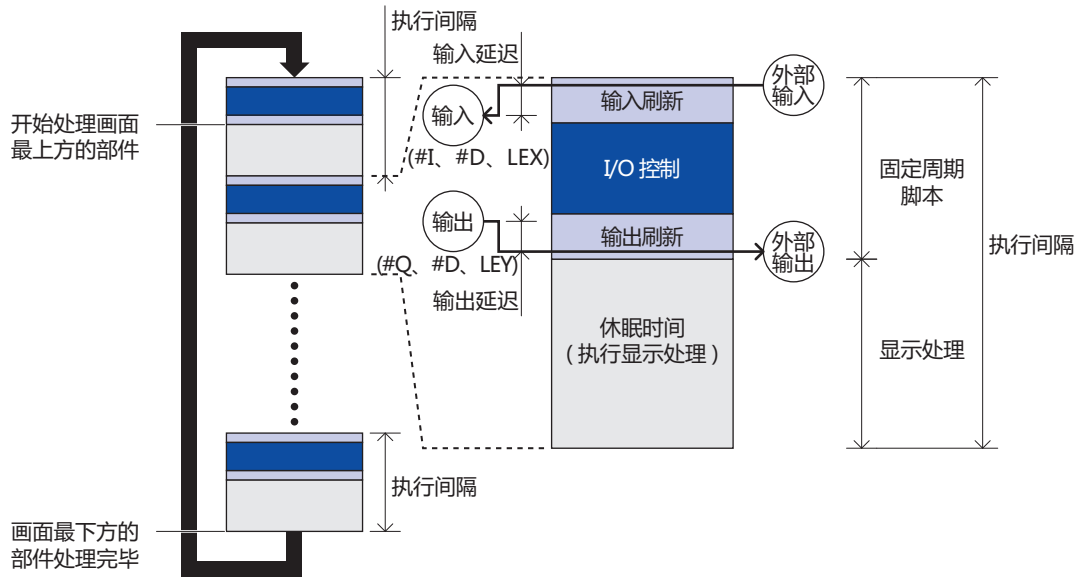 执行间隔
输入延迟
外部
输入
输入刷新
输入
开始处理画面
最上方的部件
(#I、#D、LEX)
I/O 控制
固定周期
脚本
输出
输出刷新
外部
输出
执行间隔
(#Q、#D、LEY)
输出延迟
休眠时间
（执行显示处理）
显示处理
执行间隔
画面最下方的
部件处理完毕